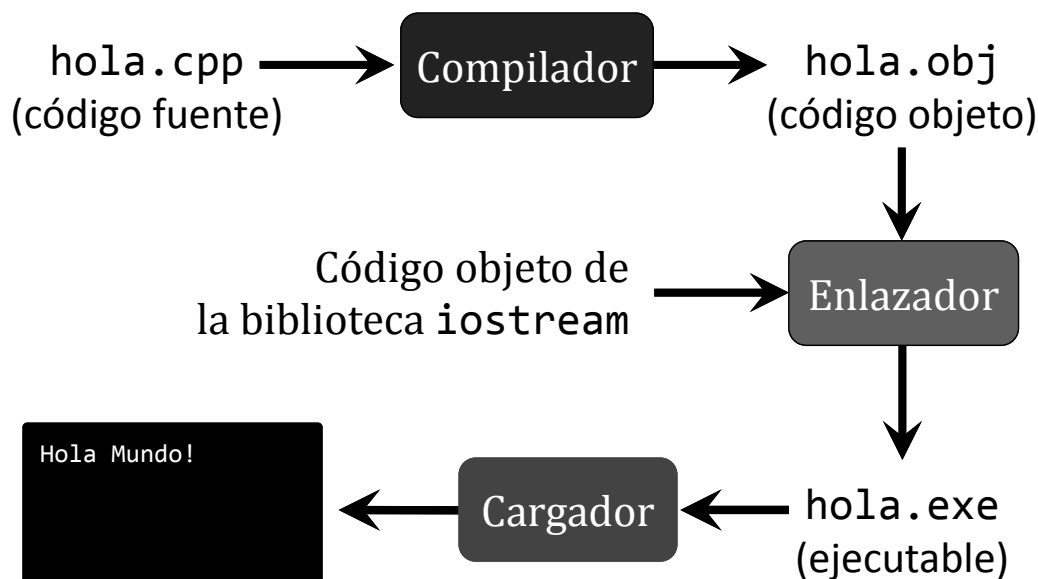 hola.cpp
(código fuente)
Compilador
hola.obj
(código objeto)
Código objeto de
la biblioteca iostream
Enlazador
hola.exe
(ejecutable)
Cargador
Hola Mundo!